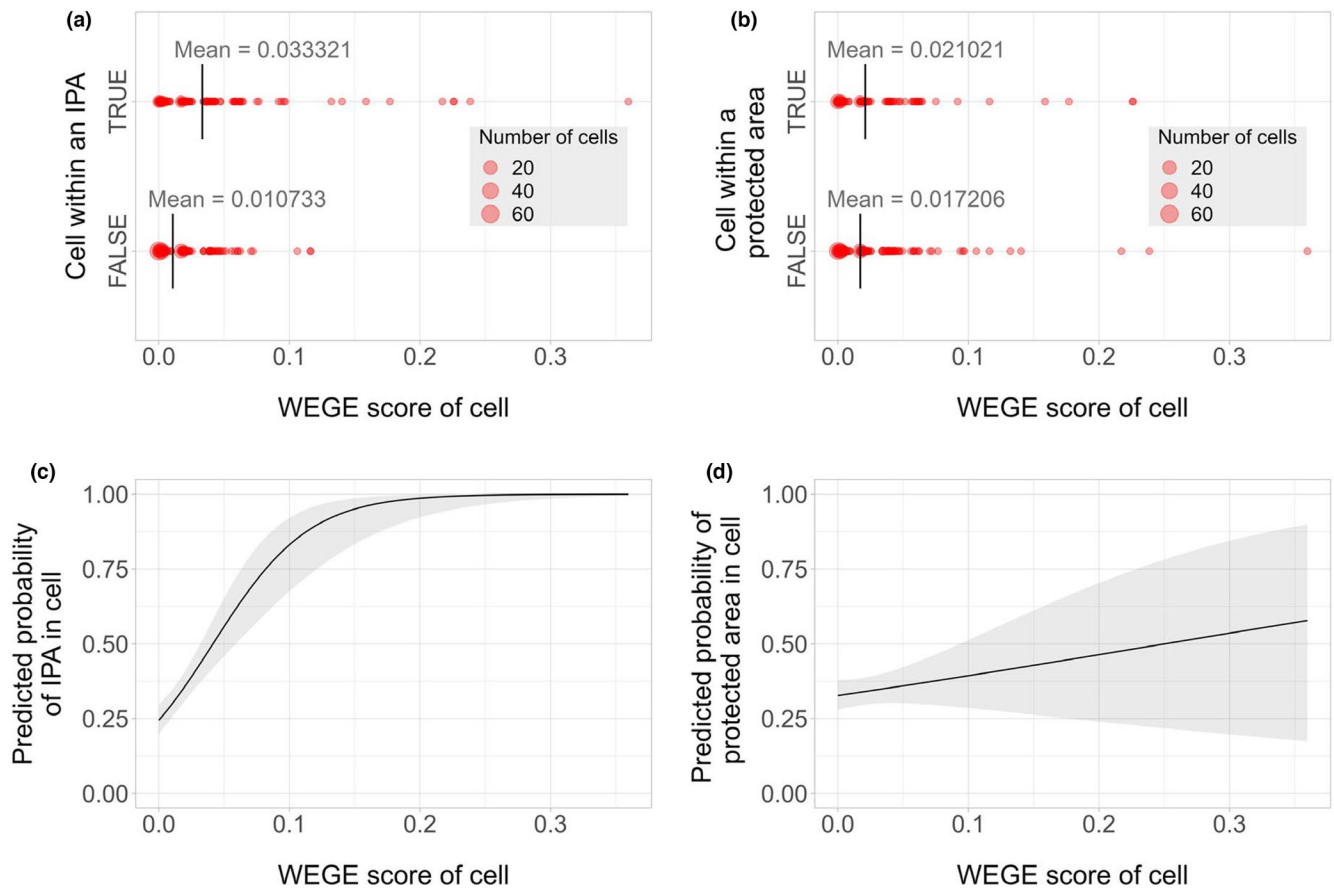 (a)
Mean = 0.033321
Cell within an IPA
TRUE
FALSE
Mean = 0.010733
Number of cells
20
40
60
0.0 0.1 0.2 0.3
WEGE score of cell
(b)
Mean = 0.021021
Cell within a
protected area
TRUE
FALSE
Mean = 0.017206
Number of cells
20
40
60
0.0 0.1 0.2 0.3
WEGE score of cell
(c)
Predicted probability
of IPA in cell
1.00
0.75
0.50
0.25
0.00
0.0 0.1 0.2 0.3
WEGE score of cell
(d)
Predicted probability of
protected area in cell
1.00
0.75
0.50
0.25
0.00
0.0 0.1 0.2 0.3
WEGE score of cell